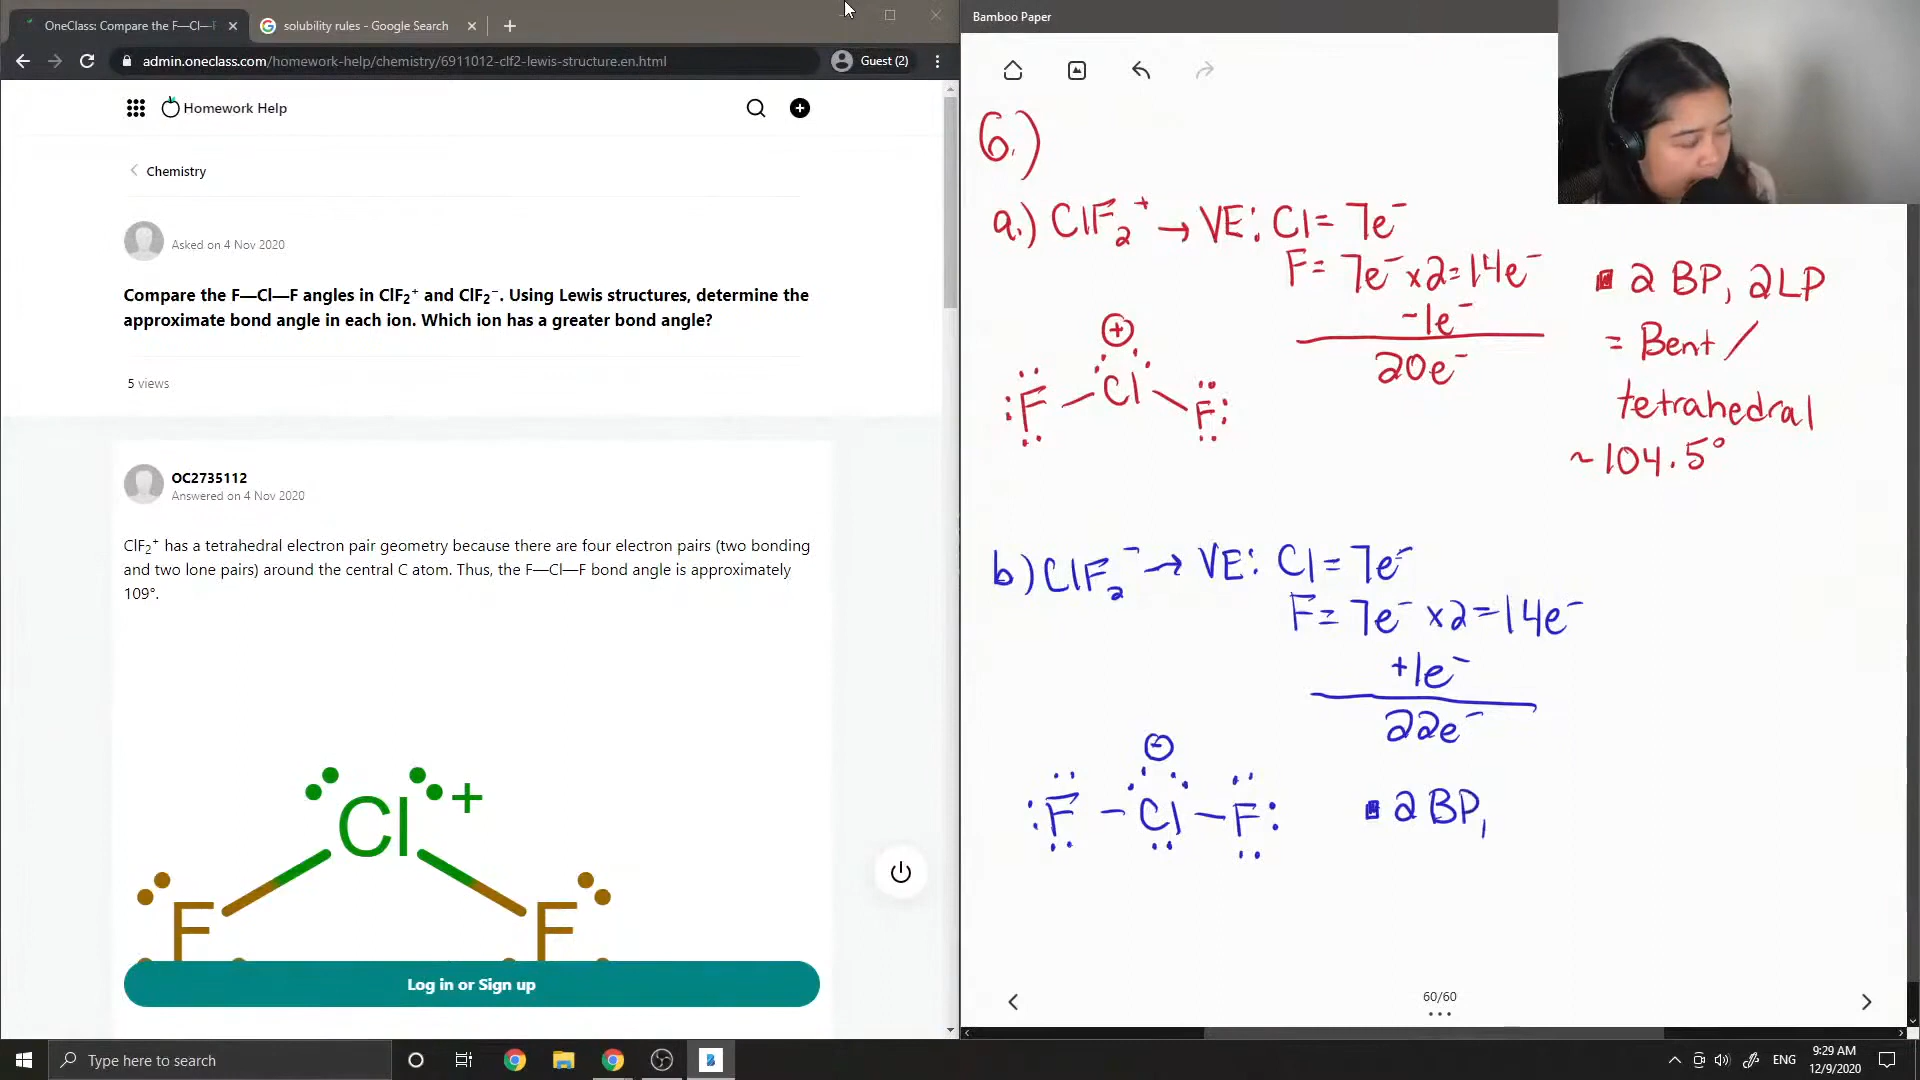 OneClass: Compare the F—Cl—F
solubility rules - Google Search
admin.oneclass.com/homework-help/chemistry/6911012-clf2-lewis-structure.en.html
Guest (2)
Homework Help
Chemistry
Asked on 4 Nov 2020
Compare the F—Cl—F angles in ClF₂⁺ and ClF₂⁻. Using Lewis structures, determine the
approximate bond angle in each ion. Which ion has a greater bond angle?
5 views
OC2735112
Answered on 4 Nov 2020
ClF₂⁺ has a tetrahedral electron pair geometry because there are four electron pairs (two bonding
and two lone pairs) around the central C atom. Thus, the F—Cl—F bond angle is approximately
109°.
Cl +
F F
Log in or Sign up
Bamboo Paper
6.)
a.) ClF₂⁺ → VE: Cl = 7e⁻
F = 7e⁻ x2 = 14e⁻
-1e⁻
20e⁻
+
F — Cl — F
2 BP, 2LP
= Bent /
tetrahedral
~104.5°
b) ClF₂⁻ → VE: Cl = 7e⁻
F = 7e⁻ x2 = 14e⁻
+1e⁻
22e⁻
-
F — Cl — F
2 BP,
60/60
Type here to search
ENG
9:29 AM
12/9/2020